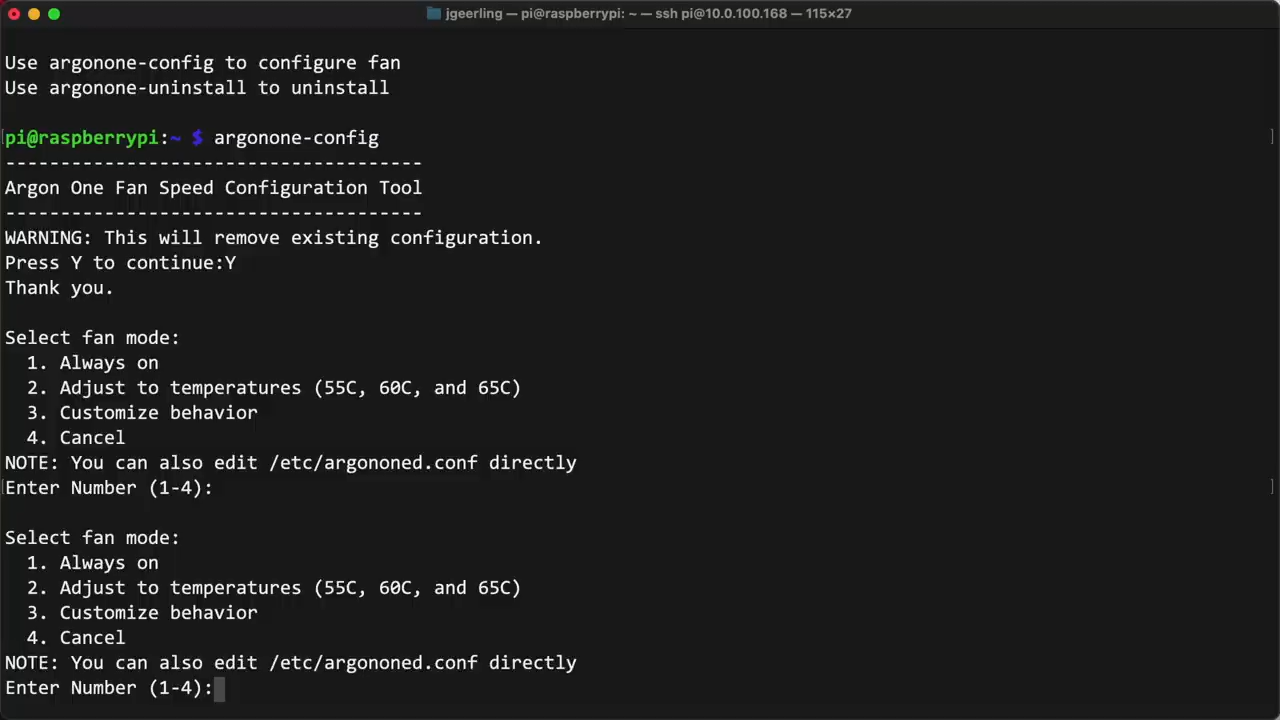 jgeerling — pi@raspberrypi: ~ — ssh pi@10.0.100.168 — 115×27
Use argonone-config to configure fan
Use argonone-uninstall to uninstall
pi@raspberrypi:~ $ argonone-config
--------------------------------------
Argon One Fan Speed Configuration Tool
--------------------------------------
WARNING: This will remove existing configuration.
Press Y to continue:Y
Thank you.
Select fan mode:
1. Always on
2. Adjust to temperatures (55C, 60C, and 65C)
3. Customize behavior
4. Cancel
NOTE: You can also edit /etc/argononed.conf directly
Enter Number (1-4):
Select fan mode:
1. Always on
2. Adjust to temperatures (55C, 60C, and 65C)
3. Customize behavior
4. Cancel
NOTE: You can also edit /etc/argononed.conf directly
Enter Number (1-4):